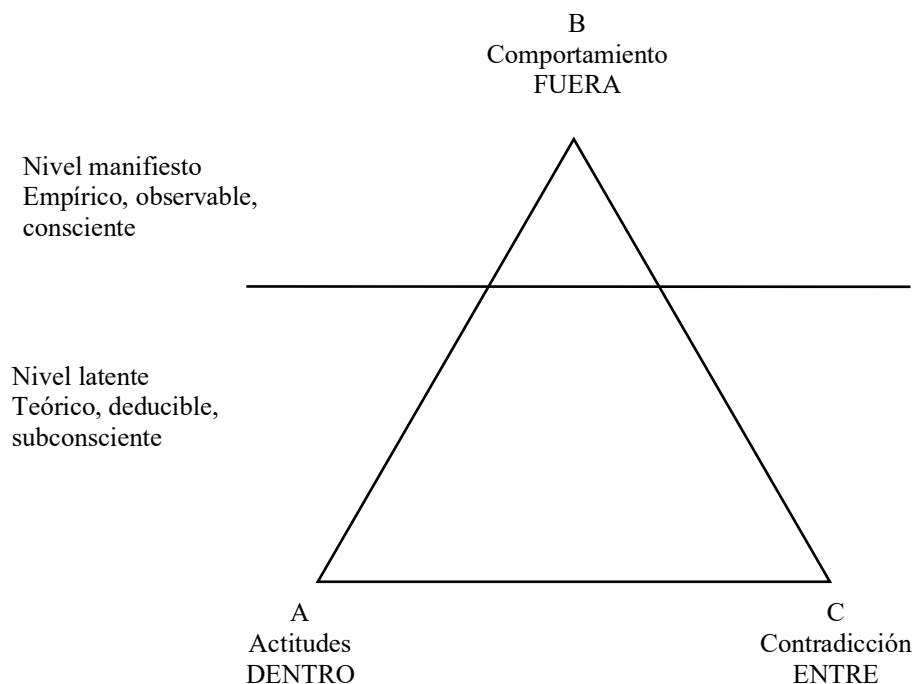 B
Comportamiento
FUERA
Nivel manifiesto
Empírico, observable,
consciente
Nivel latente
Teórico, deducible,
subconsciente
A
Actitudes
DENTRO
C
Contradicción
ENTRE